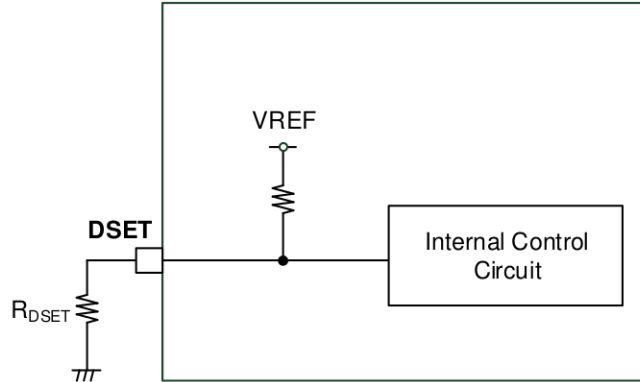 VREF
DSET
Internal Control
Circuit
RDSET